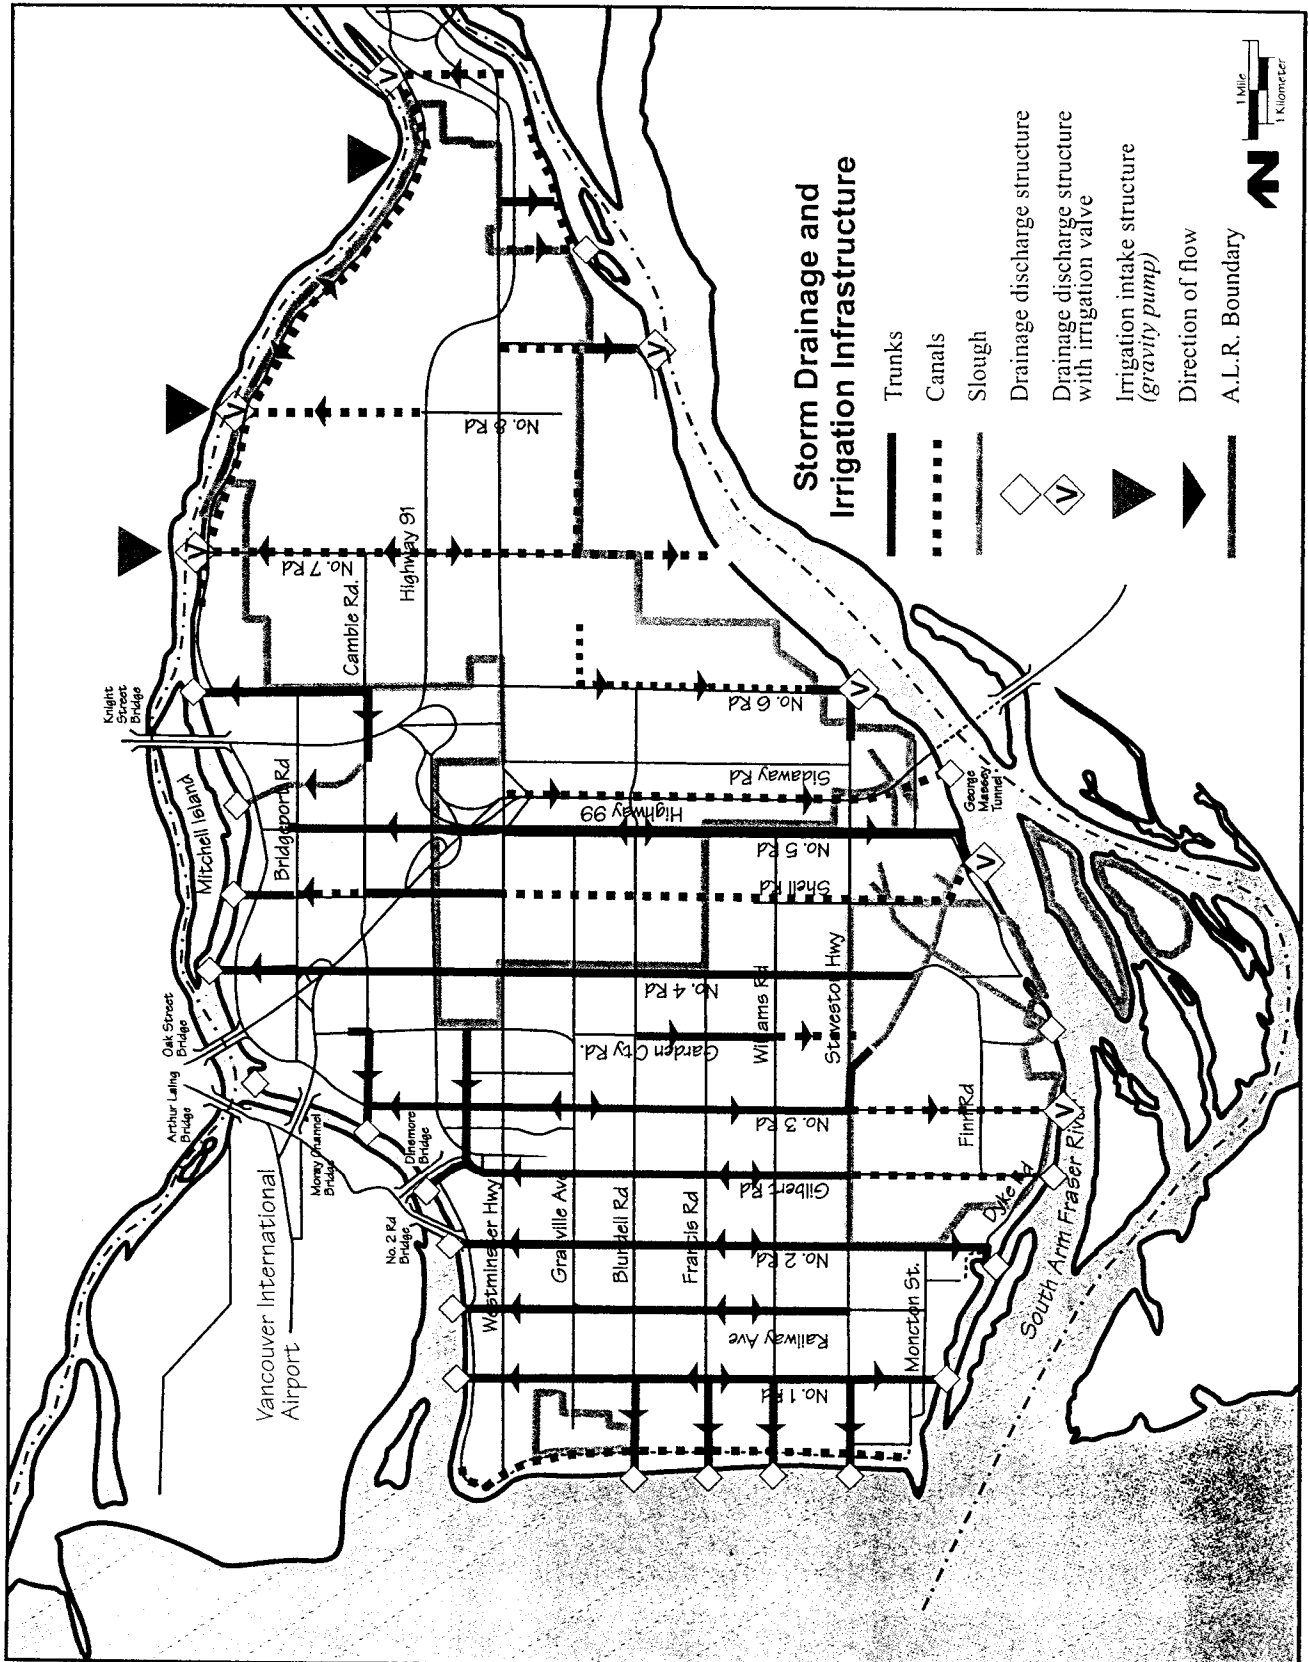 Storm Drainage and
Irrigation Infrastructure
Trunks
Canals
Slough
Drainage discharge structure
Drainage discharge structure
with irrigation valve
Irrigation intake structure
(gravity pump)
Direction of flow
A.L.R. Boundary
V
N
1 Mile
1 Kilometer
Knight
Street
Bridge
Mitchell Island
Bridgeport Rd
Cambie Rd.
Highway 91
No. 7 Rd
No. 8 Rd
No. 6 Rd
Sidaway Rd
Highway 99
No. 5 Rd
Shell Rd
No. 4 Rd
Garden City Rd.
No. 3 Rd
Gilbert Rd
No. 2 Rd
Railway Ave
No. 1 Rd
Williams Rd
Steveston Hwy
Finn Rd
Dyke Rd
Moncton St.
Westminster Hwy
Granville Ave
Blundell Rd
Francis Rd
Oak Street
Bridge
Arthur Laing
Bridge
Moray Channel
Bridge
Dinsmore
Bridge
No. 2 Rd
Bridge
Vancouver International
Airport
George
Massey
Tunnel
South Arm Fraser River
V
V
V
V
V
V
V
V